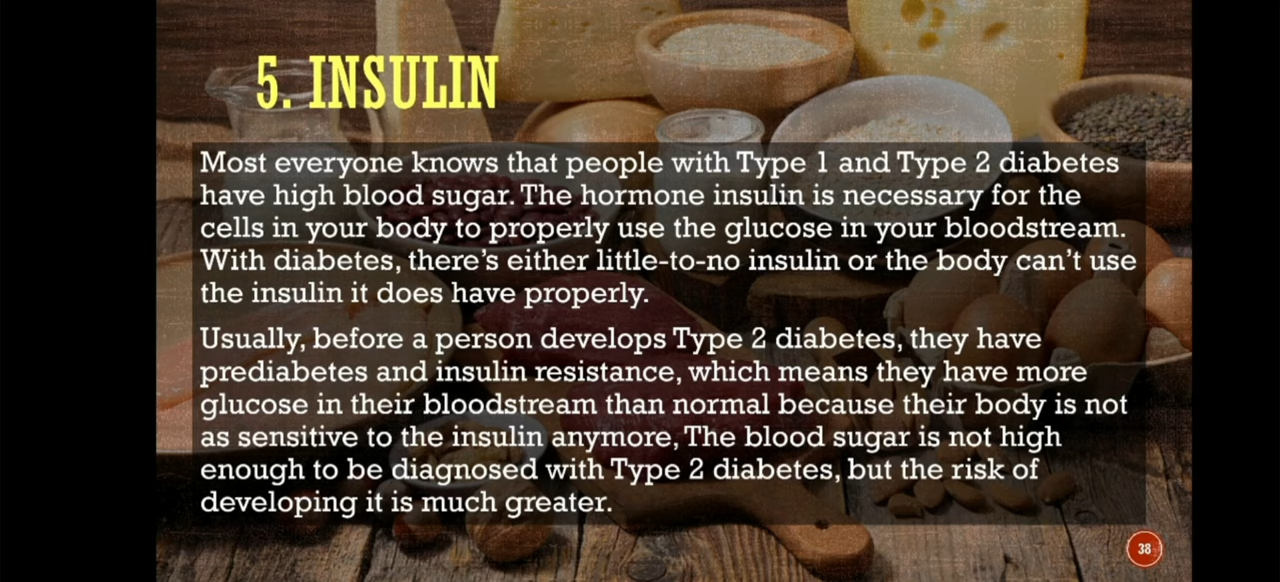 5. INSULIN
Most everyone knows that people with Type 1 and Type 2 diabetes
have high blood sugar. The hormone insulin is necessary for the
cells in your body to properly use the glucose in your bloodstream.
With diabetes, there's either little-to-no insulin or the body can't use
the insulin it does have properly.
Usually, before a person develops Type 2 diabetes, they have
prediabetes and insulin resistance, which means they have more
glucose in their bloodstream than normal because their body is not
as sensitive to the insulin anymore, The blood sugar is not high
enough to be diagnosed with Type 2 diabetes, but the risk of
developing it is much greater.
38